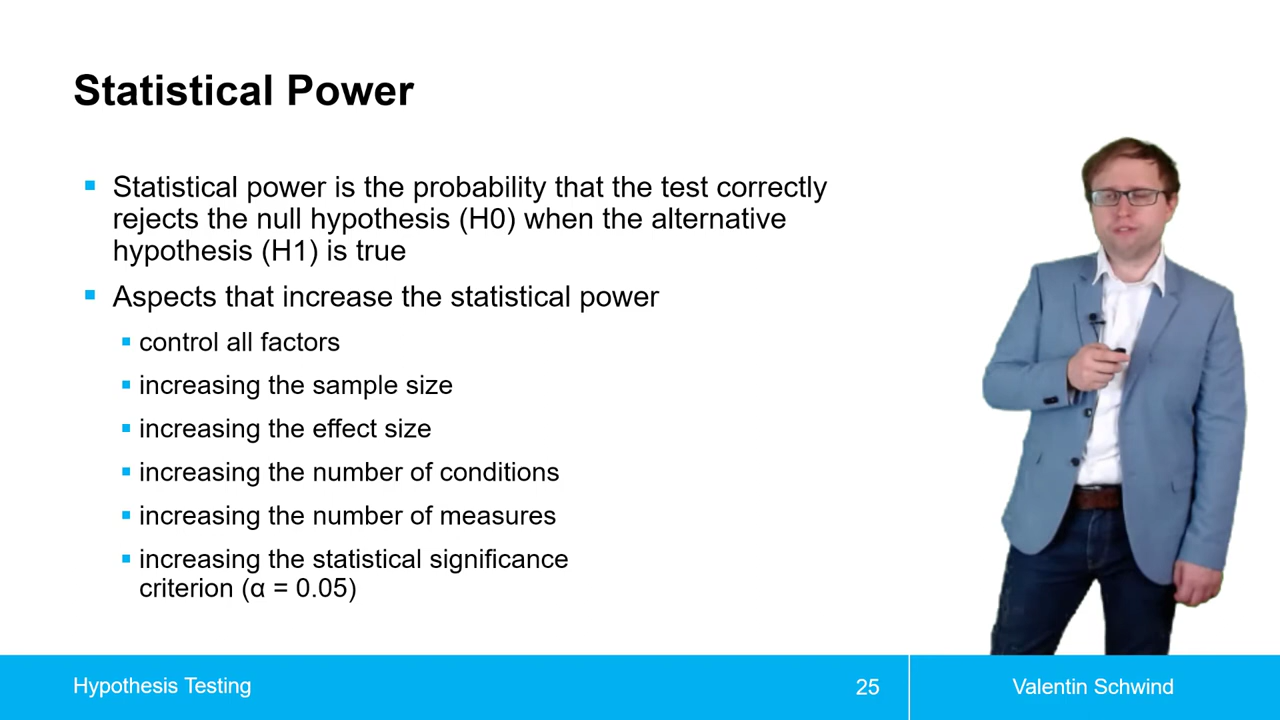 Statistical Power
Statistical power is the probability that the test correctly
rejects the null hypothesis (H0) when the alternative
hypothesis (H1) is true
Aspects that increase the statistical power
control all factors
increasing the sample size
increasing the effect size
increasing the number of conditions
increasing the number of measures
increasing the statistical significance
criterion (α = 0.05)
Hypothesis Testing
25
Valentin Schwind